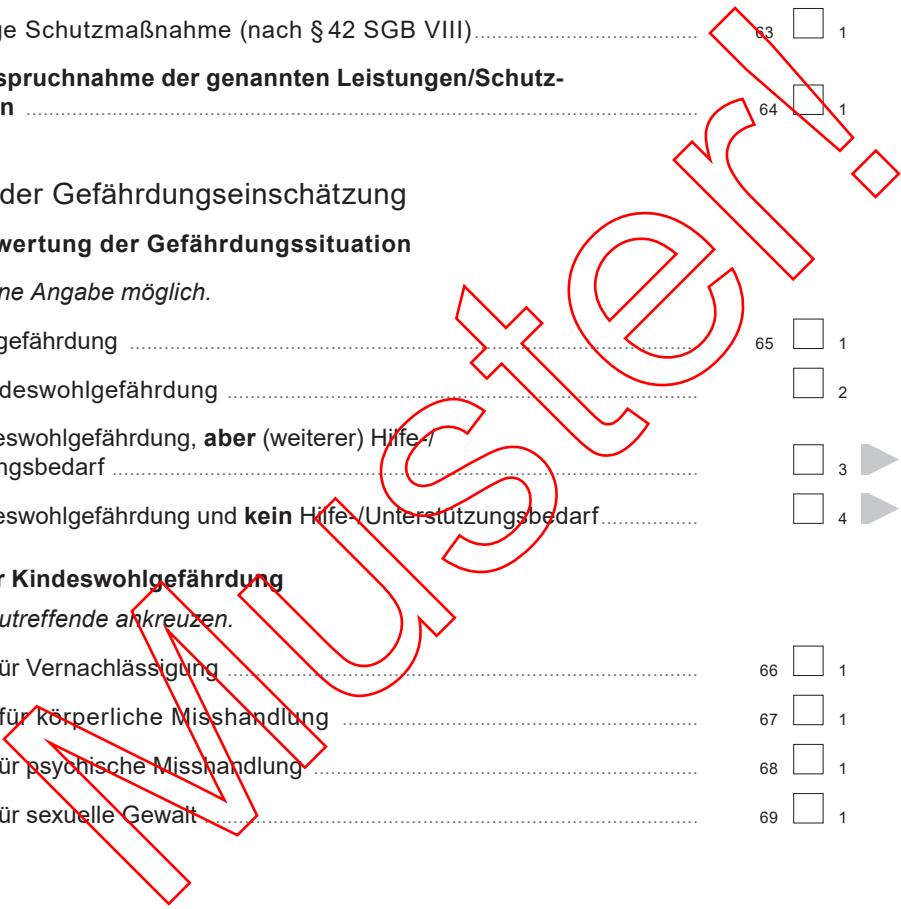 ge Schutzmaßnahme (nach § 42 SGB VIII) 63 1
spruchnahme der genannten Leistungen/Schutz-
n 64 1
der Gefährdungseinschätzung
wertung der Gefährdungssituation
ne Angabe möglich.
gefährdung 65 1
deswohlgefährdung 2
eswohlgefährdung, aber (weiterer) Hilfe-/
ngsbedarf 3
eswohlgefährdung und kein Hilfe-/Unterstützungsbedarf 4
r Kindeswohlgefährdung
utreffende ankreuzen.
ür Vernachlässigung 66 1
für körperliche Misshandlung 67 1
ür psychische Misshandlung 68 1
ür sexuelle Gewalt 69 1
Muster!